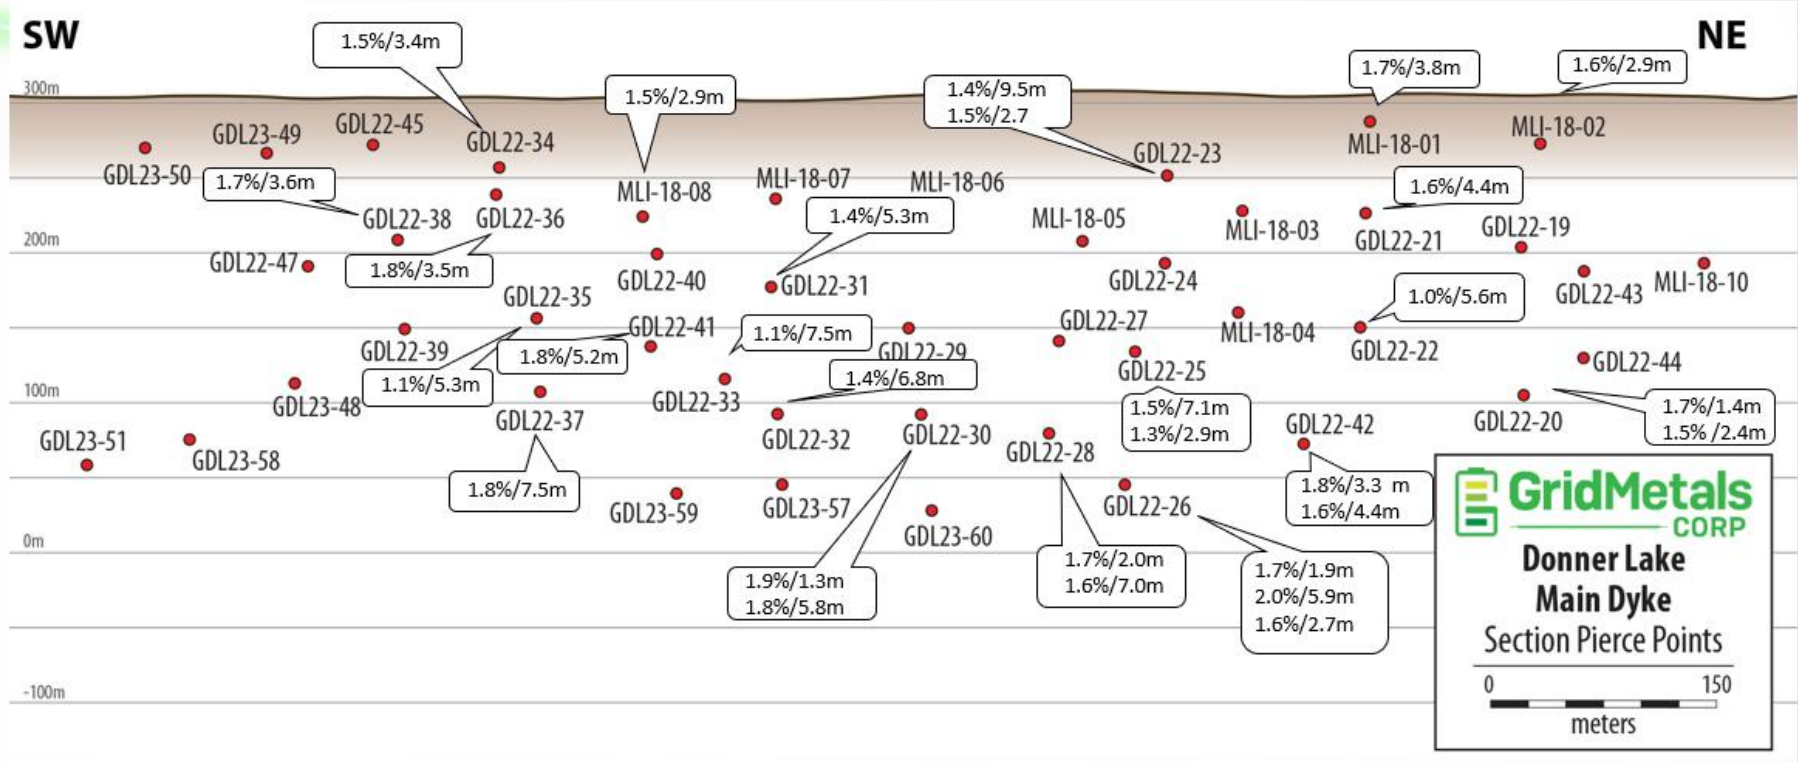 SW
NE
1.5%/3.4m
1.7%/3.8m
1.6%/2.9m
300m
1.5%/2.9m
1.4%/9.5m
1.5%/2.7
GDL23-49
GDL22-45
GDL22-34
GDL22-23
MLI-18-01
MLI-18-02
GDL23-50
1.7%/3.6m
MLI-18-08
MLI-18-07
MLI-18-06
1.6%/4.4m
GDL22-38
GDL22-36
1.4%/5.3m
MLI-18-05
MLI-18-03
GDL22-21
GDL22-19
200m
GDL22-47
1.8%/3.5m
GDL22-40
GDL22-31
GDL22-24
1.0%/5.6m
GDL22-43
MLI-18-10
GDL22-35
GDL22-41
1.1%/7.5m
GDL22-27
MLI-18-04
GDL22-39
1.8%/5.2m
GDL22-29
GDL22-22
GDL22-44
1.1%/5.3m
1.4%/6.8m
GDL22-25
100m
GDL23-48
GDL22-33
1.5%/7.1m
1.3%/2.9m
1.7%/1.4m
1.5% /2.4m
GDL22-37
GDL22-32
GDL22-30
GDL22-42
GDL22-20
GDL23-51
GDL23-58
GDL22-28
1.8%/7.5m
1.8%/3.3 m
1.6%/4.4m
GDL23-59
GDL23-57
GDL22-26
GDL23-60
0m
1.9%/1.3m
1.8%/5.8m
1.7%/2.0m
1.6%/7.0m
1.7%/1.9m
2.0%/5.9m
1.6%/2.7m
-100m
GridMetals
CORP
Donner Lake
Main Dyke
Section Pierce Points
0 150
meters